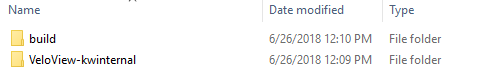 Name Date modified Type
build 6/26/2018 12:10 PM File folder
VeloView-kwinternal 6/26/2018 12:09 PM File folder